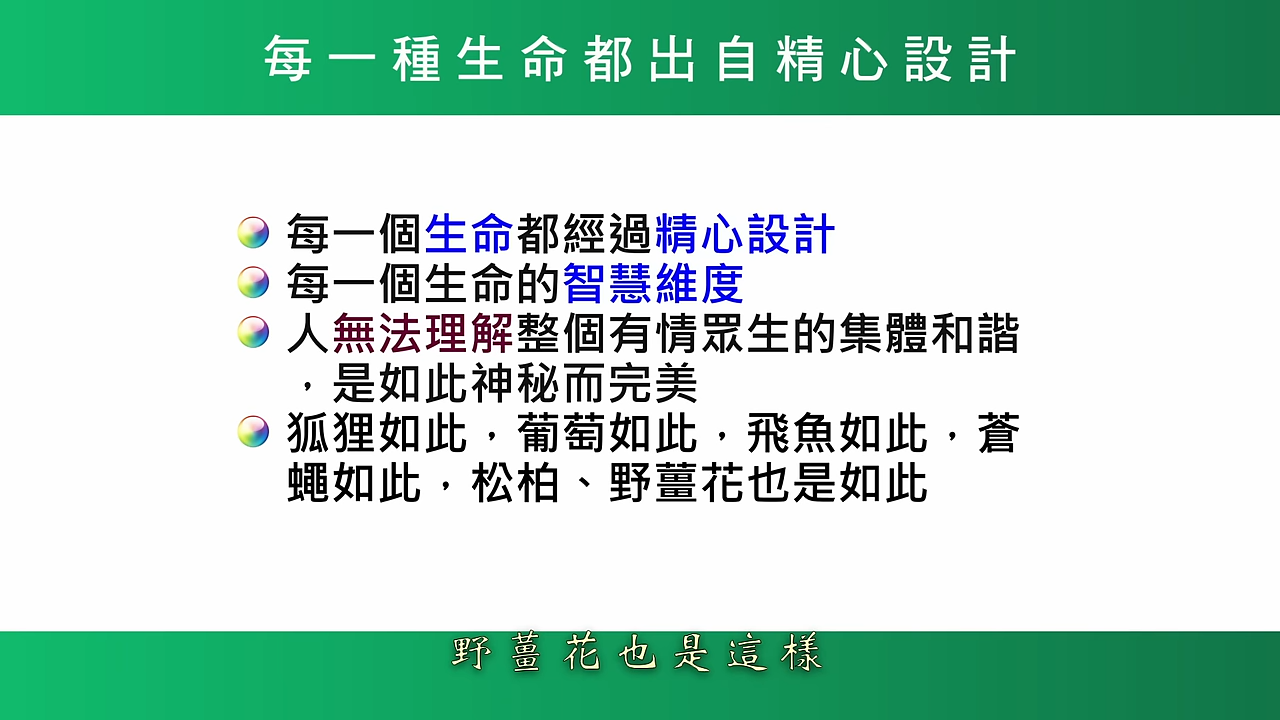 每一種生命都出自精心設計
每一個生命都經過精心設計
每一個生命的智慧維度
人無法理解整個有情眾生的集體和諧
，是如此神秘而完美
狐狸如此，葡萄如此，飛魚如此，蒼
蠅如此，松柏、野薑花也是如此
野薑花也是這樣